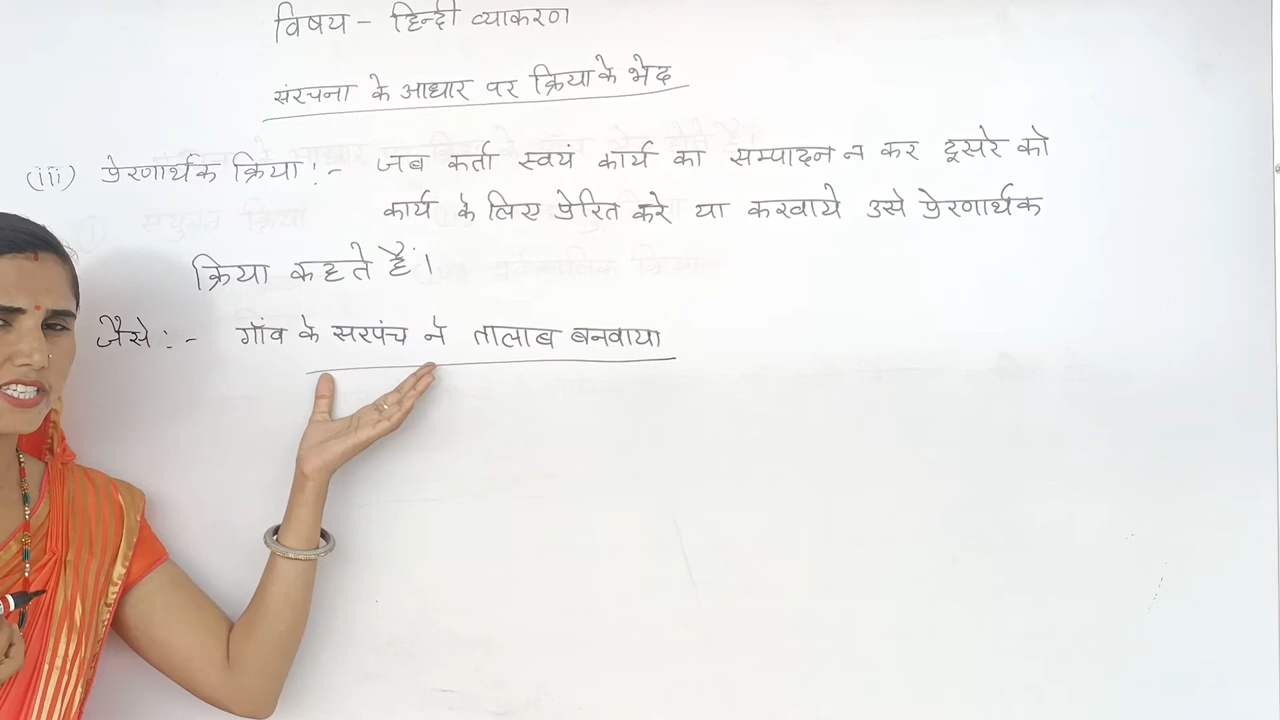 विषय - हिन्दी व्याकरण
संरचना के आधार पर क्रिया के भेद
(iii) प्रेरणार्थक क्रिया :- जब कर्ता स्वयं कार्य का सम्पादन न कर दूसरे को
कार्य के लिए प्रेरित करे या करवाये उसे प्रेरणार्थक
क्रिया कहते हैं।
जैसे :- गाँव के सरपंच ने तालाब बनवाया